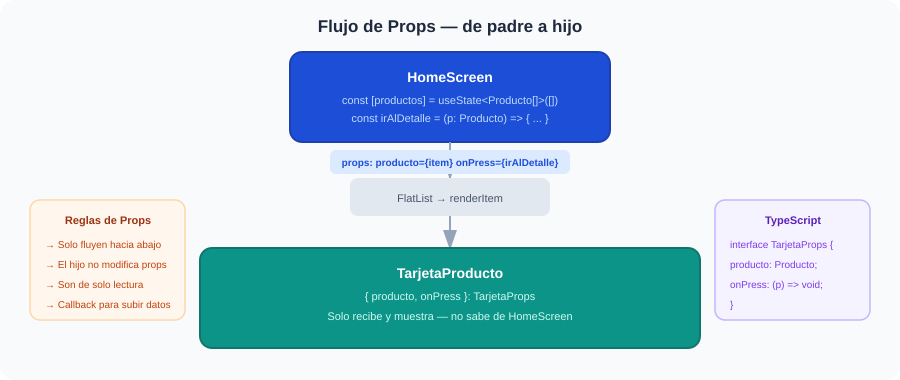 Flujo de Props — de padre a hijo
HomeScreen
const [productos] = useState<Producto[]>([])
const irAlDetalle = (p: Producto) => { ... }
props: producto={item} onPress={irAlDetalle}
FlatList → renderItem
Reglas de Props
→ Solo fluyen hacia abajo
→ El hijo no modifica props
→ Son de solo lectura
→ Callback para subir datos
TarjetaProducto
{ producto, onPress }: TarjetaProps
Solo recibe y muestra — no sabe de HomeScreen
TypeScript
interface TarjetaProps {
producto: Producto;
onPress: (p) => void;
}